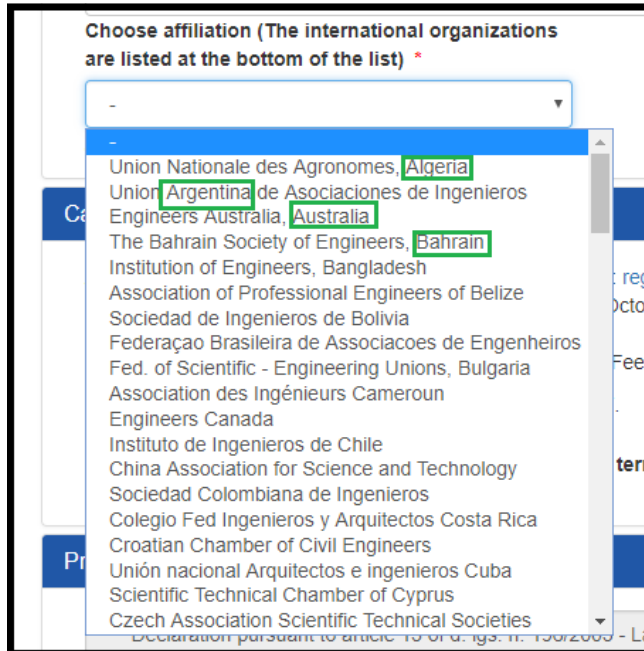 Choose affiliation (The international organizations
are listed at the bottom of the list) *
-
-
Union Nationale des Agronomes, Algeria
Union Argentina de Asociaciones de Ingenieros
Ca
Engineers Australia, Australia
The Bahrain Society of Engineers, Bahrain
Institution of Engineers, Bangladesh
Association of Professional Engineers of Belize
Sociedad de Ingenieros de Bolivia
Federaçao Brasileira de Associacoes de Engenheiros
Fed. of Scientific - Engineering Unions, Bulgaria
Fee
Association des Ingénieurs Cameroun
Engineers Canada
Instituto de Ingenieros de Chile
China Association for Science and Technology
Sociedad Colombiana de Ingenieros
Colegio Fed Ingenieros y Arquitectos Costa Rica
Croatian Chamber of Civil Engineers
Pr
Unión nacional Arquitectos e ingenieros Cuba
Scientific Technical Chamber of Cyprus
Czech Association Scientific Technical Societies